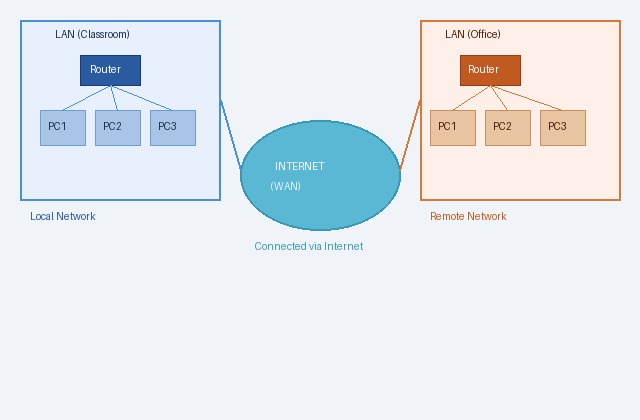 LAN (Classroom)
Router
PC1
PC2
PC3
Local Network
INTERNET
(WAN)
Connected via Internet
LAN (Office)
Router
PC1
PC2
PC3
Remote Network